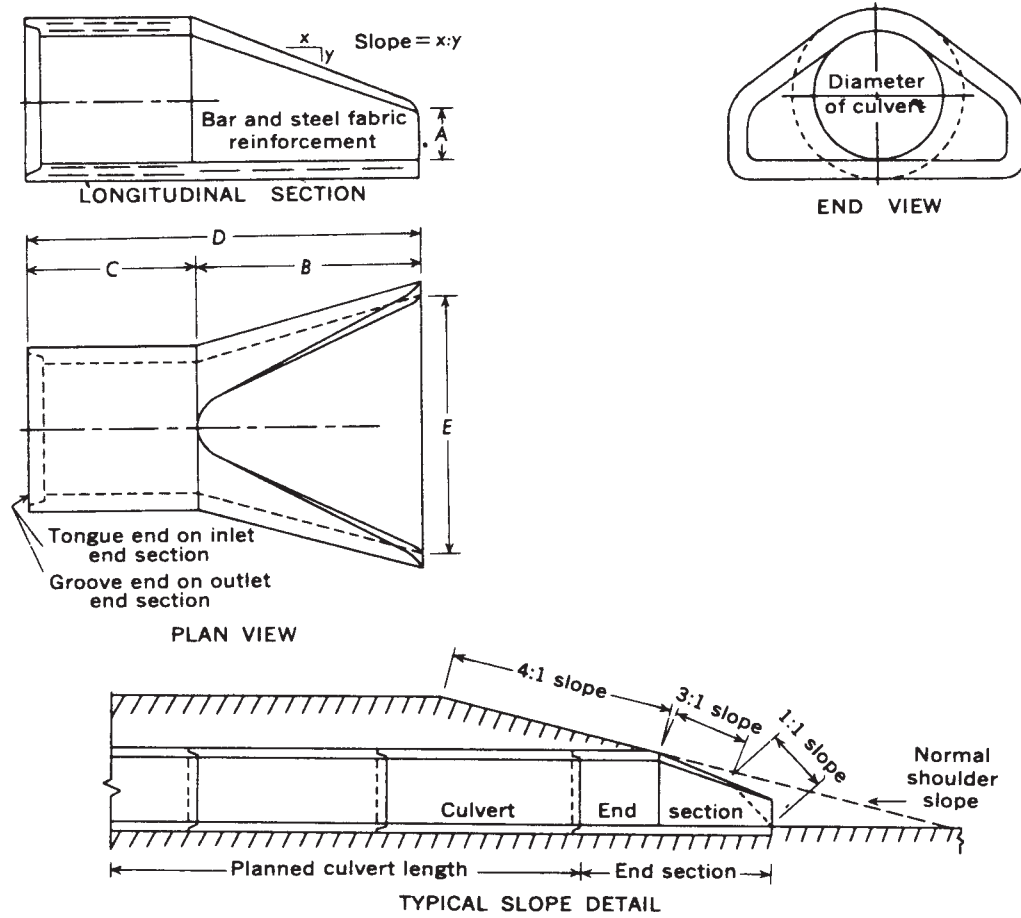 x
y
Slope = x:y
Bar and steel fabric
reinforcement
A
LONGITUDINAL SECTION
Diameter
of culvert
END VIEW
D
C
B
E
Tongue end on inlet
end section
Groove end on outlet
end section
PLAN VIEW
4:1 slope
3:1 slope
1:1 slope
Normal
shoulder
slope
Culvert
End
section
Planned culvert length
End section
TYPICAL SLOPE DETAIL